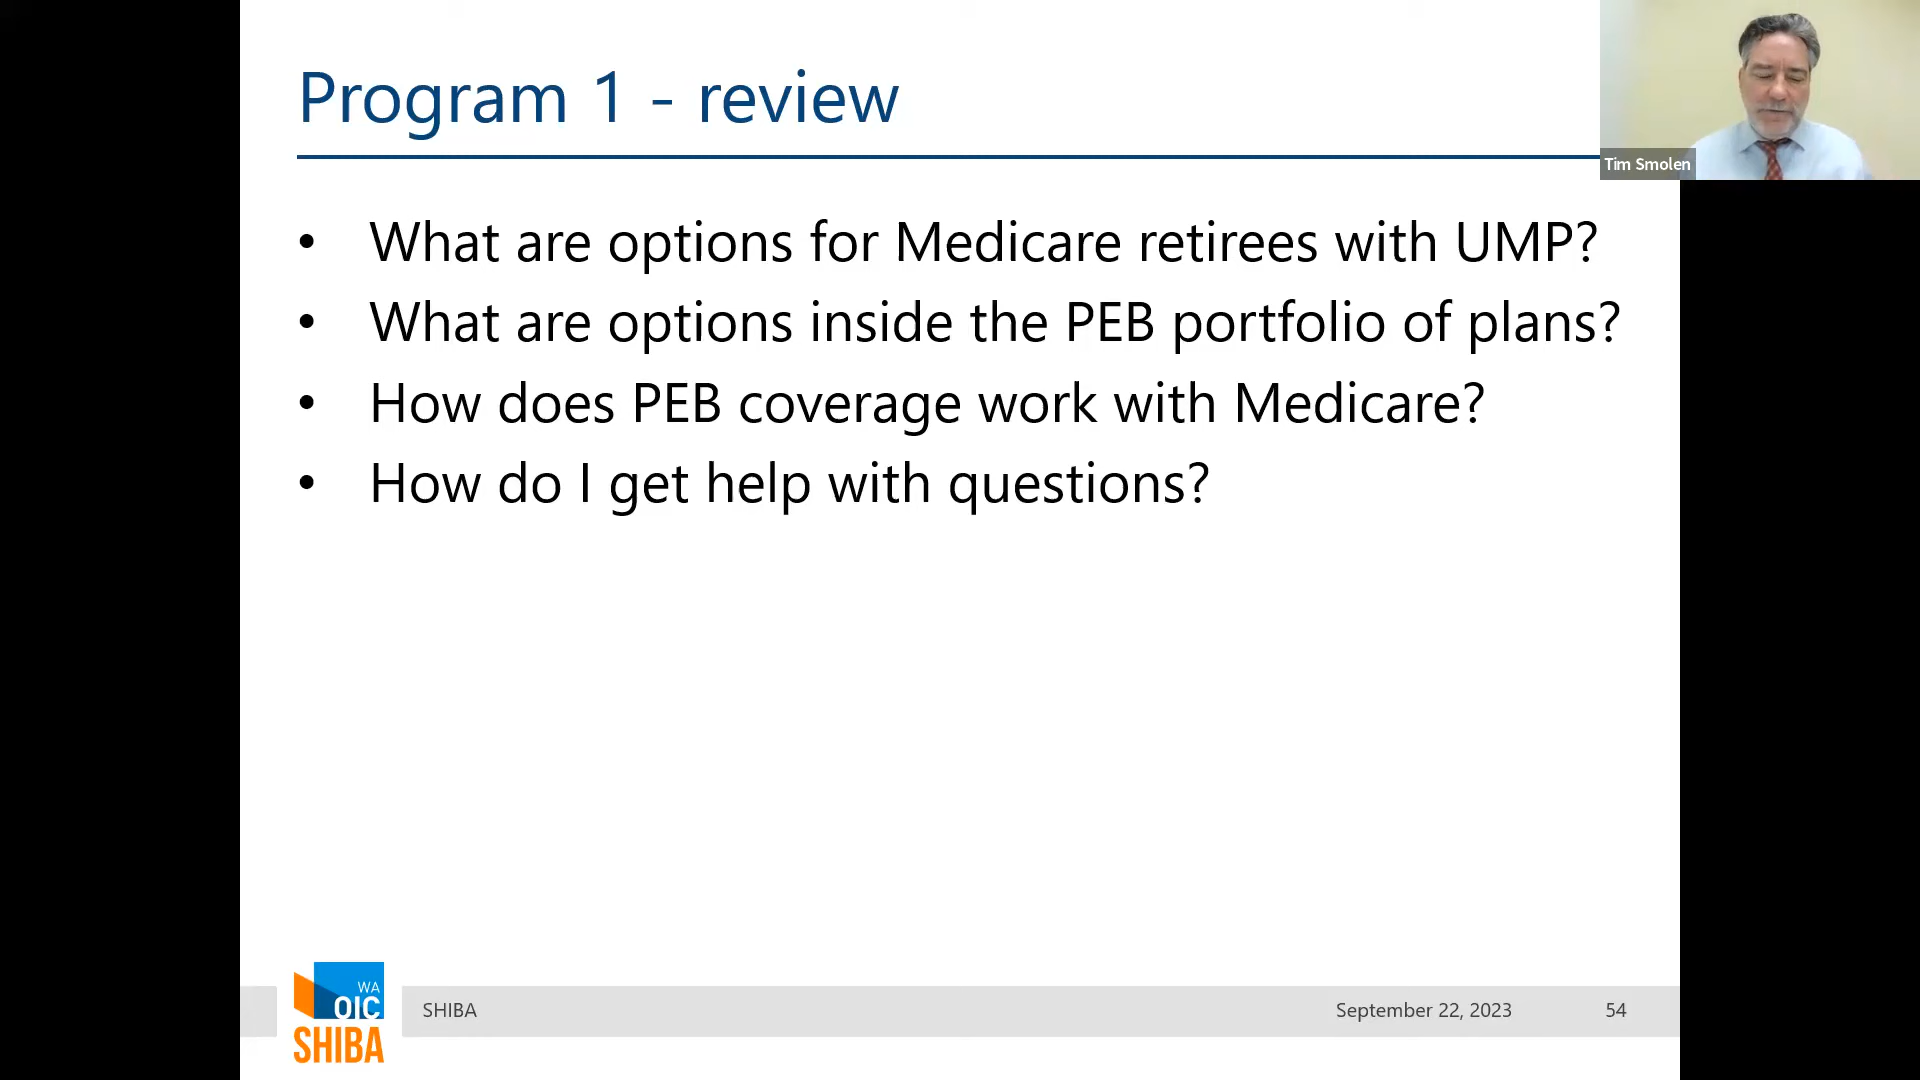 Program 1 - review
Tim Smolen
• What are options for Medicare retirees with UMP?
• What are options inside the PEB portfolio of plans?
• How does PEB coverage work with Medicare?
• How do I get help with questions?
WA
OIC
SHIBA
SHIBA
September 22, 2023
54